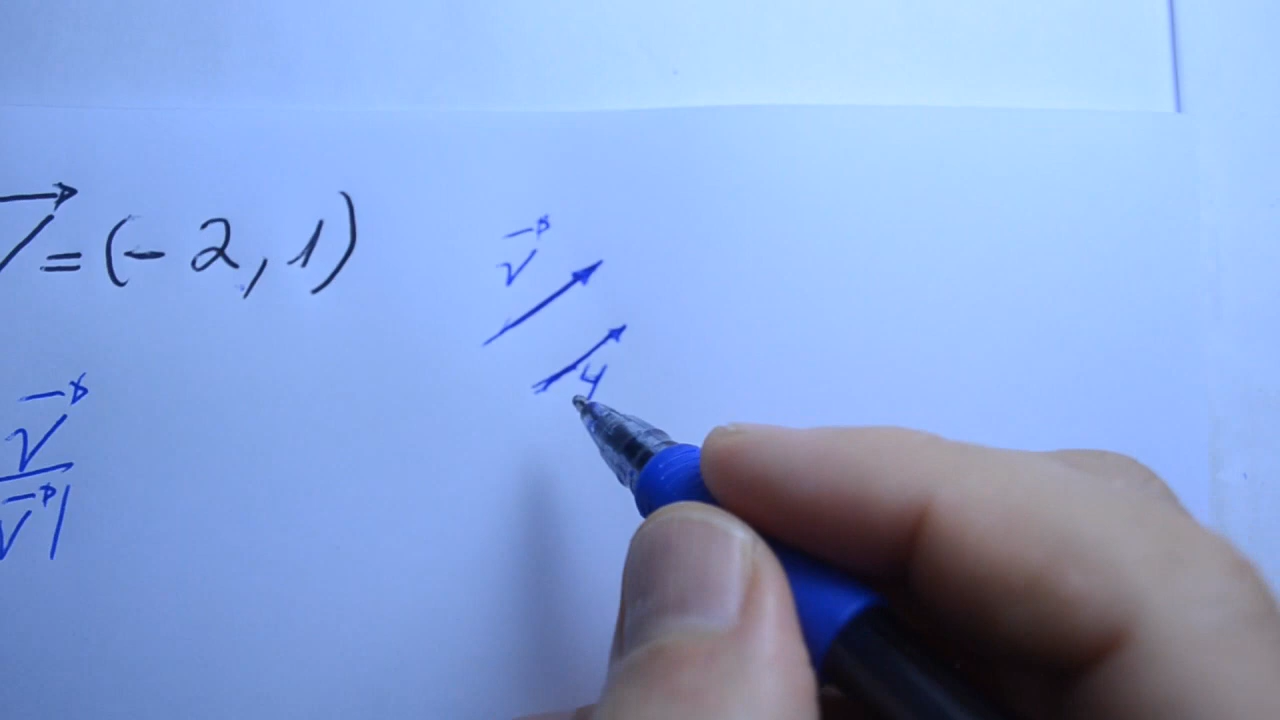 v⃗ = (-2, 1)
v⃗
v⃗
v⃗|